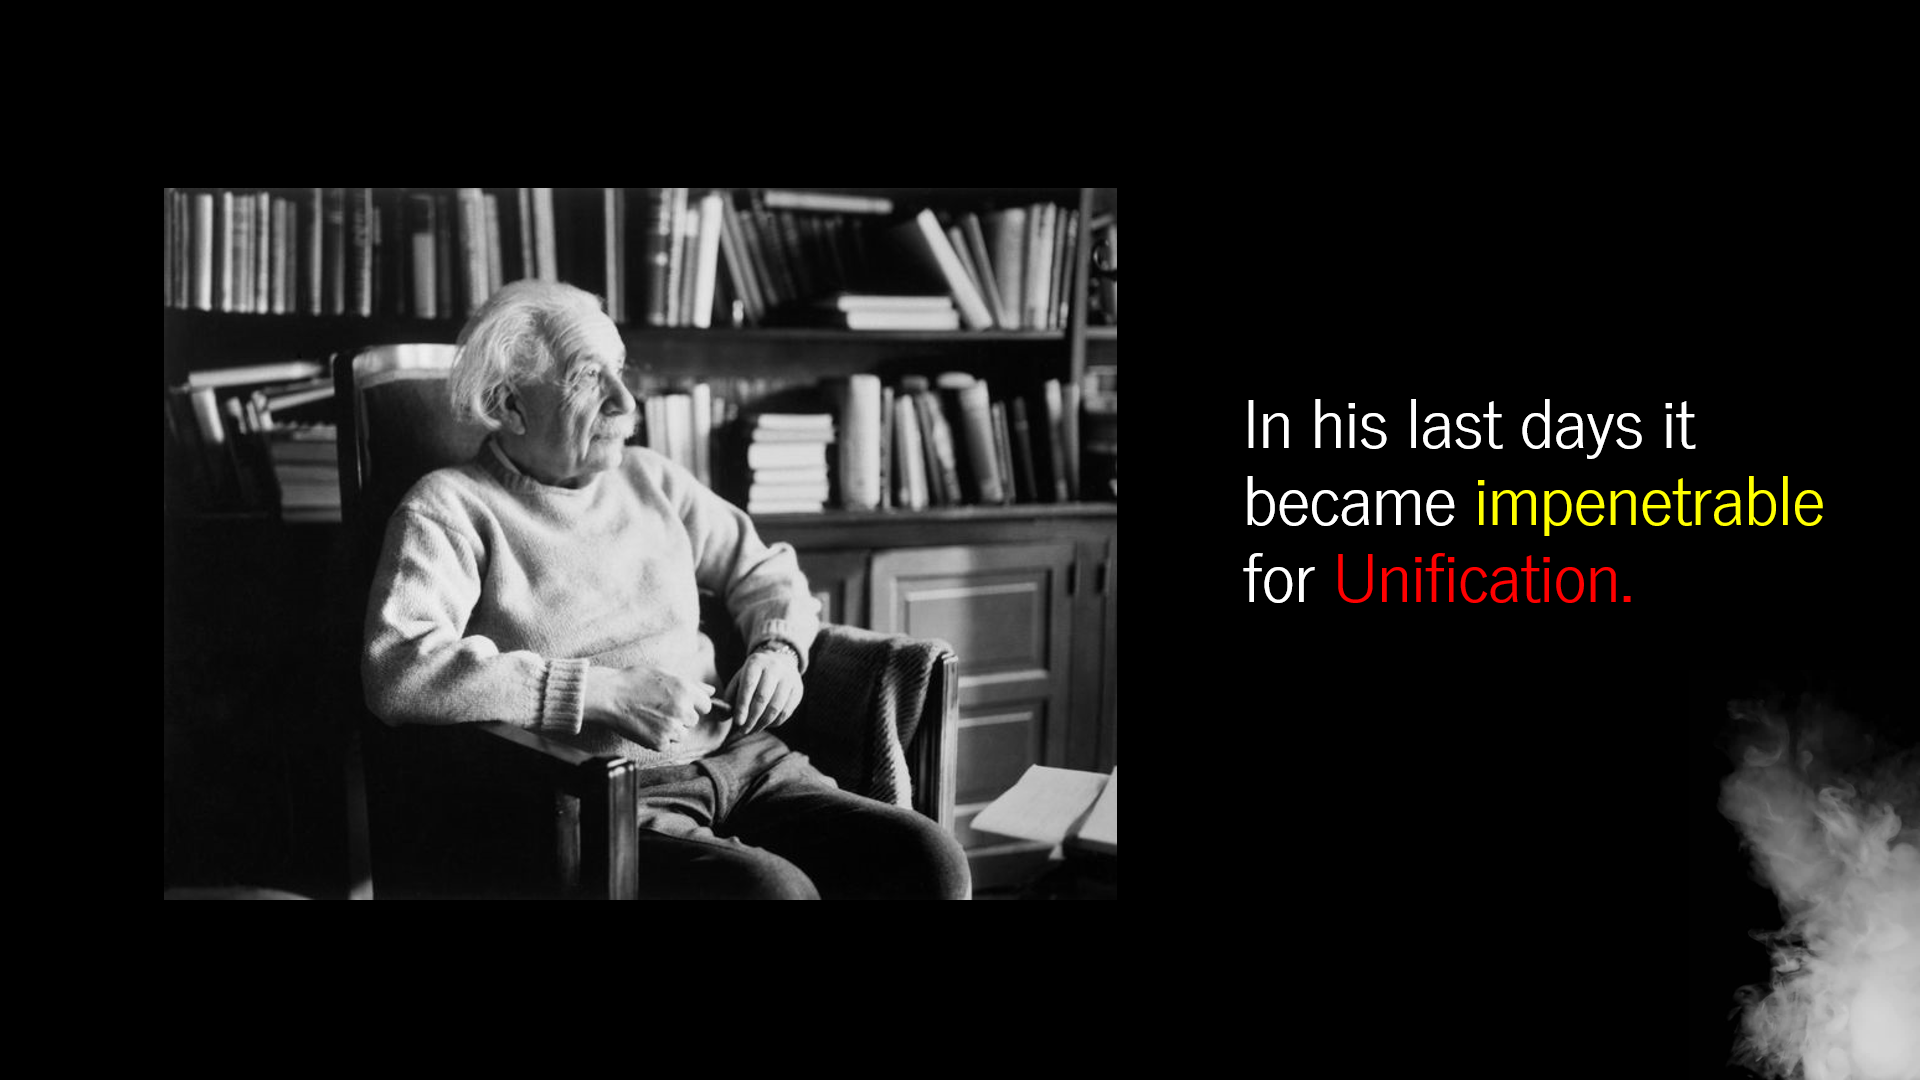 In his last days it
became impenetrable
for Unification.